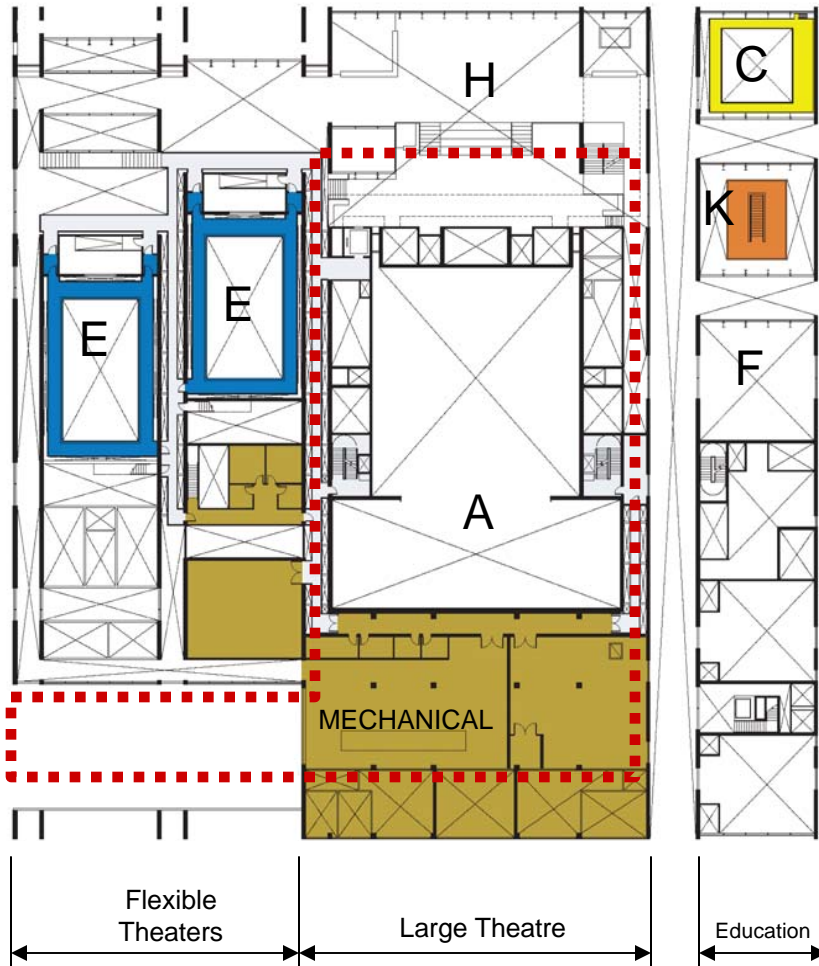 H
C
K
E
E
F
A
MECHANICAL
Flexible
Theaters
Large Theatre
Education